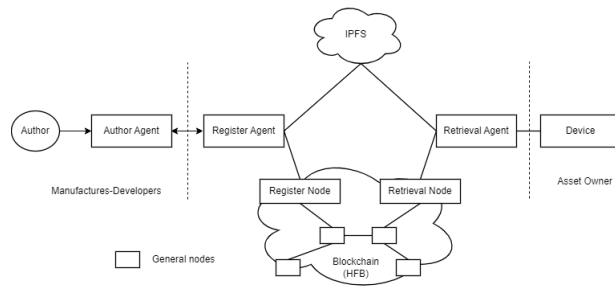 IPFS
Author
Author Agent
Register Agent
Retrieval Agent
Device
Manufactures-Developers
Register Node
Retrieval Node
Asset Owner
General nodes
Blockchain
(HFB)